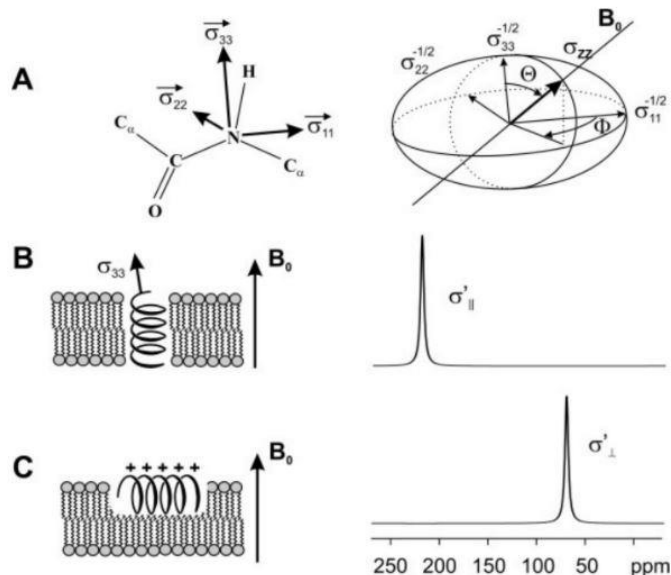 A
σ₃₃
H
σ₂₂
N
σ₁₁
Cα
C
Cα
O
B₀
σ₃₃⁻¹/²
σzz
σ₂₂⁻¹/²
Θ
σ₁₁⁻¹/²
Φ
B
σ₃₃
B₀
σ'∥
C
+ + + + +
B₀
σ'⊥
250 200 150 100 50 ppm